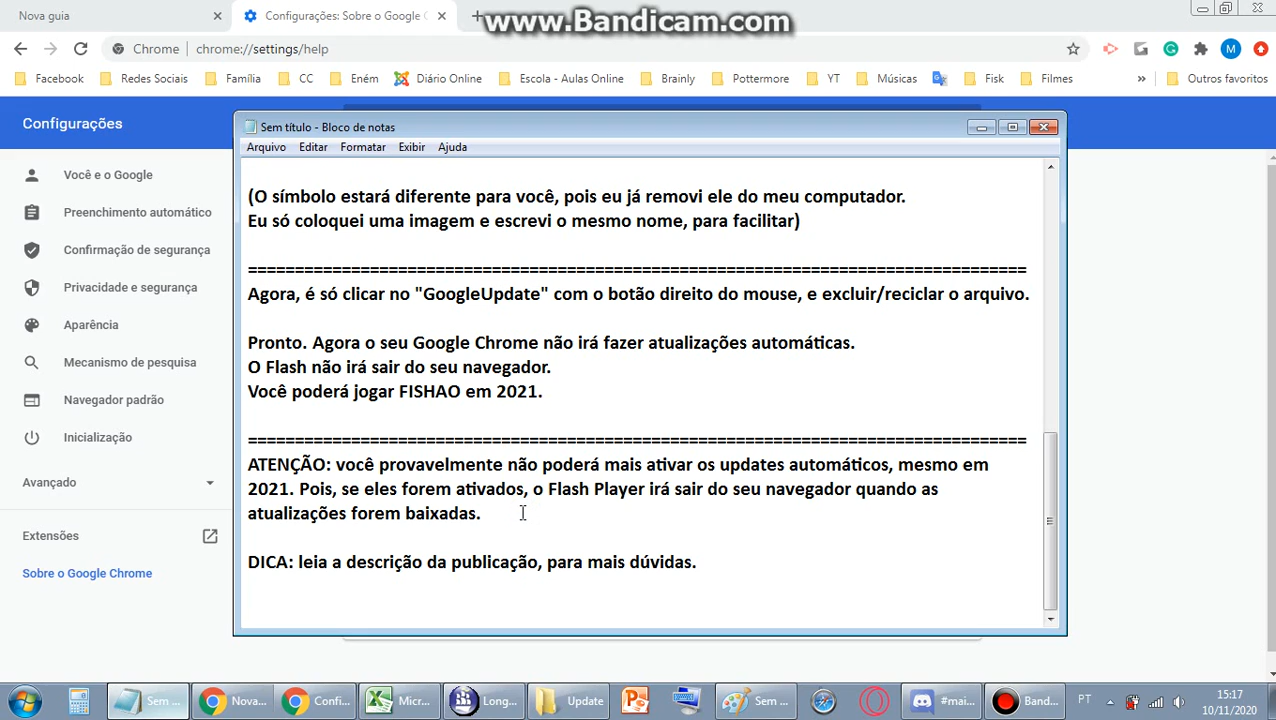 www.Bandicam.com
Nova guia
Configurações: Sobre o Google C
Chrome
chrome://settings/help
M
Facebook
Redes Sociais
Família
CC
Eném
Diário Online
Escola - Aulas Online
Brainly
Pottermore
YT
Músicas
Fisk
Filmes
»
Outros favoritos
Configurações
Você e o Google
Preenchimento automático
Confirmação de segurança
Privacidade e segurança
Aparência
Mecanismo de pesquisa
Navegador padrão
Inicialização
Avançado
Extensões
Sobre o Google Chrome
Sem título - Bloco de notas
Arquivo Editar Formatar Exibir Ajuda
(O símbolo estará diferente para você, pois eu já removi ele do meu computador.
Eu só coloquei uma imagem e escrevi o mesmo nome, para facilitar)
===================================================================================
Agora, é só clicar no "GoogleUpdate" com o botão direito do mouse, e excluir/reciclar o arquivo.
Pronto. Agora o seu Google Chrome não irá fazer atualizações automáticas.
O Flash não irá sair do seu navegador.
Você poderá jogar FISHAO em 2021.
===================================================================================
ATENÇÃO: você provavelmente não poderá mais ativar os updates automáticos, mesmo em
2021. Pois, se eles forem ativados, o Flash Player irá sair do seu navegador quando as
atualizações forem baixadas.
DICA: leia a descrição da publicação, para mais dúvidas.
Sem ...
Nova...
Confi...
Micr...
Long...
Update
Sem ...
#mai...
Band...
PT
15:17
10/11/2020